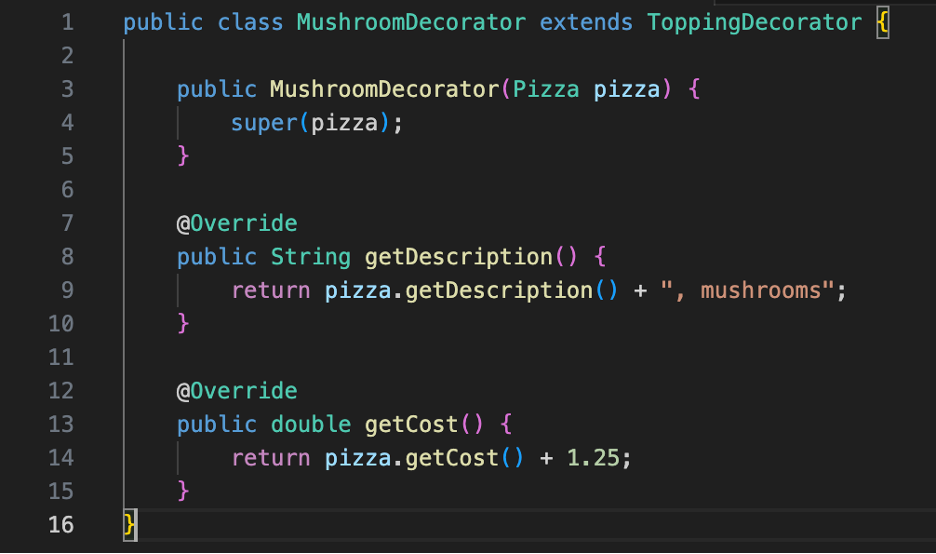 1 public class MushroomDecorator extends ToppingDecorator {
2
3     public MushroomDecorator(Pizza pizza) {
4         super(pizza);
5     }
6
7     @Override
8     public String getDescription() {
9         return pizza.getDescription() + ", mushrooms";
10     }
11
12     @Override
13     public double getCost() {
14         return pizza.getCost() + 1.25;
15     }
16 }